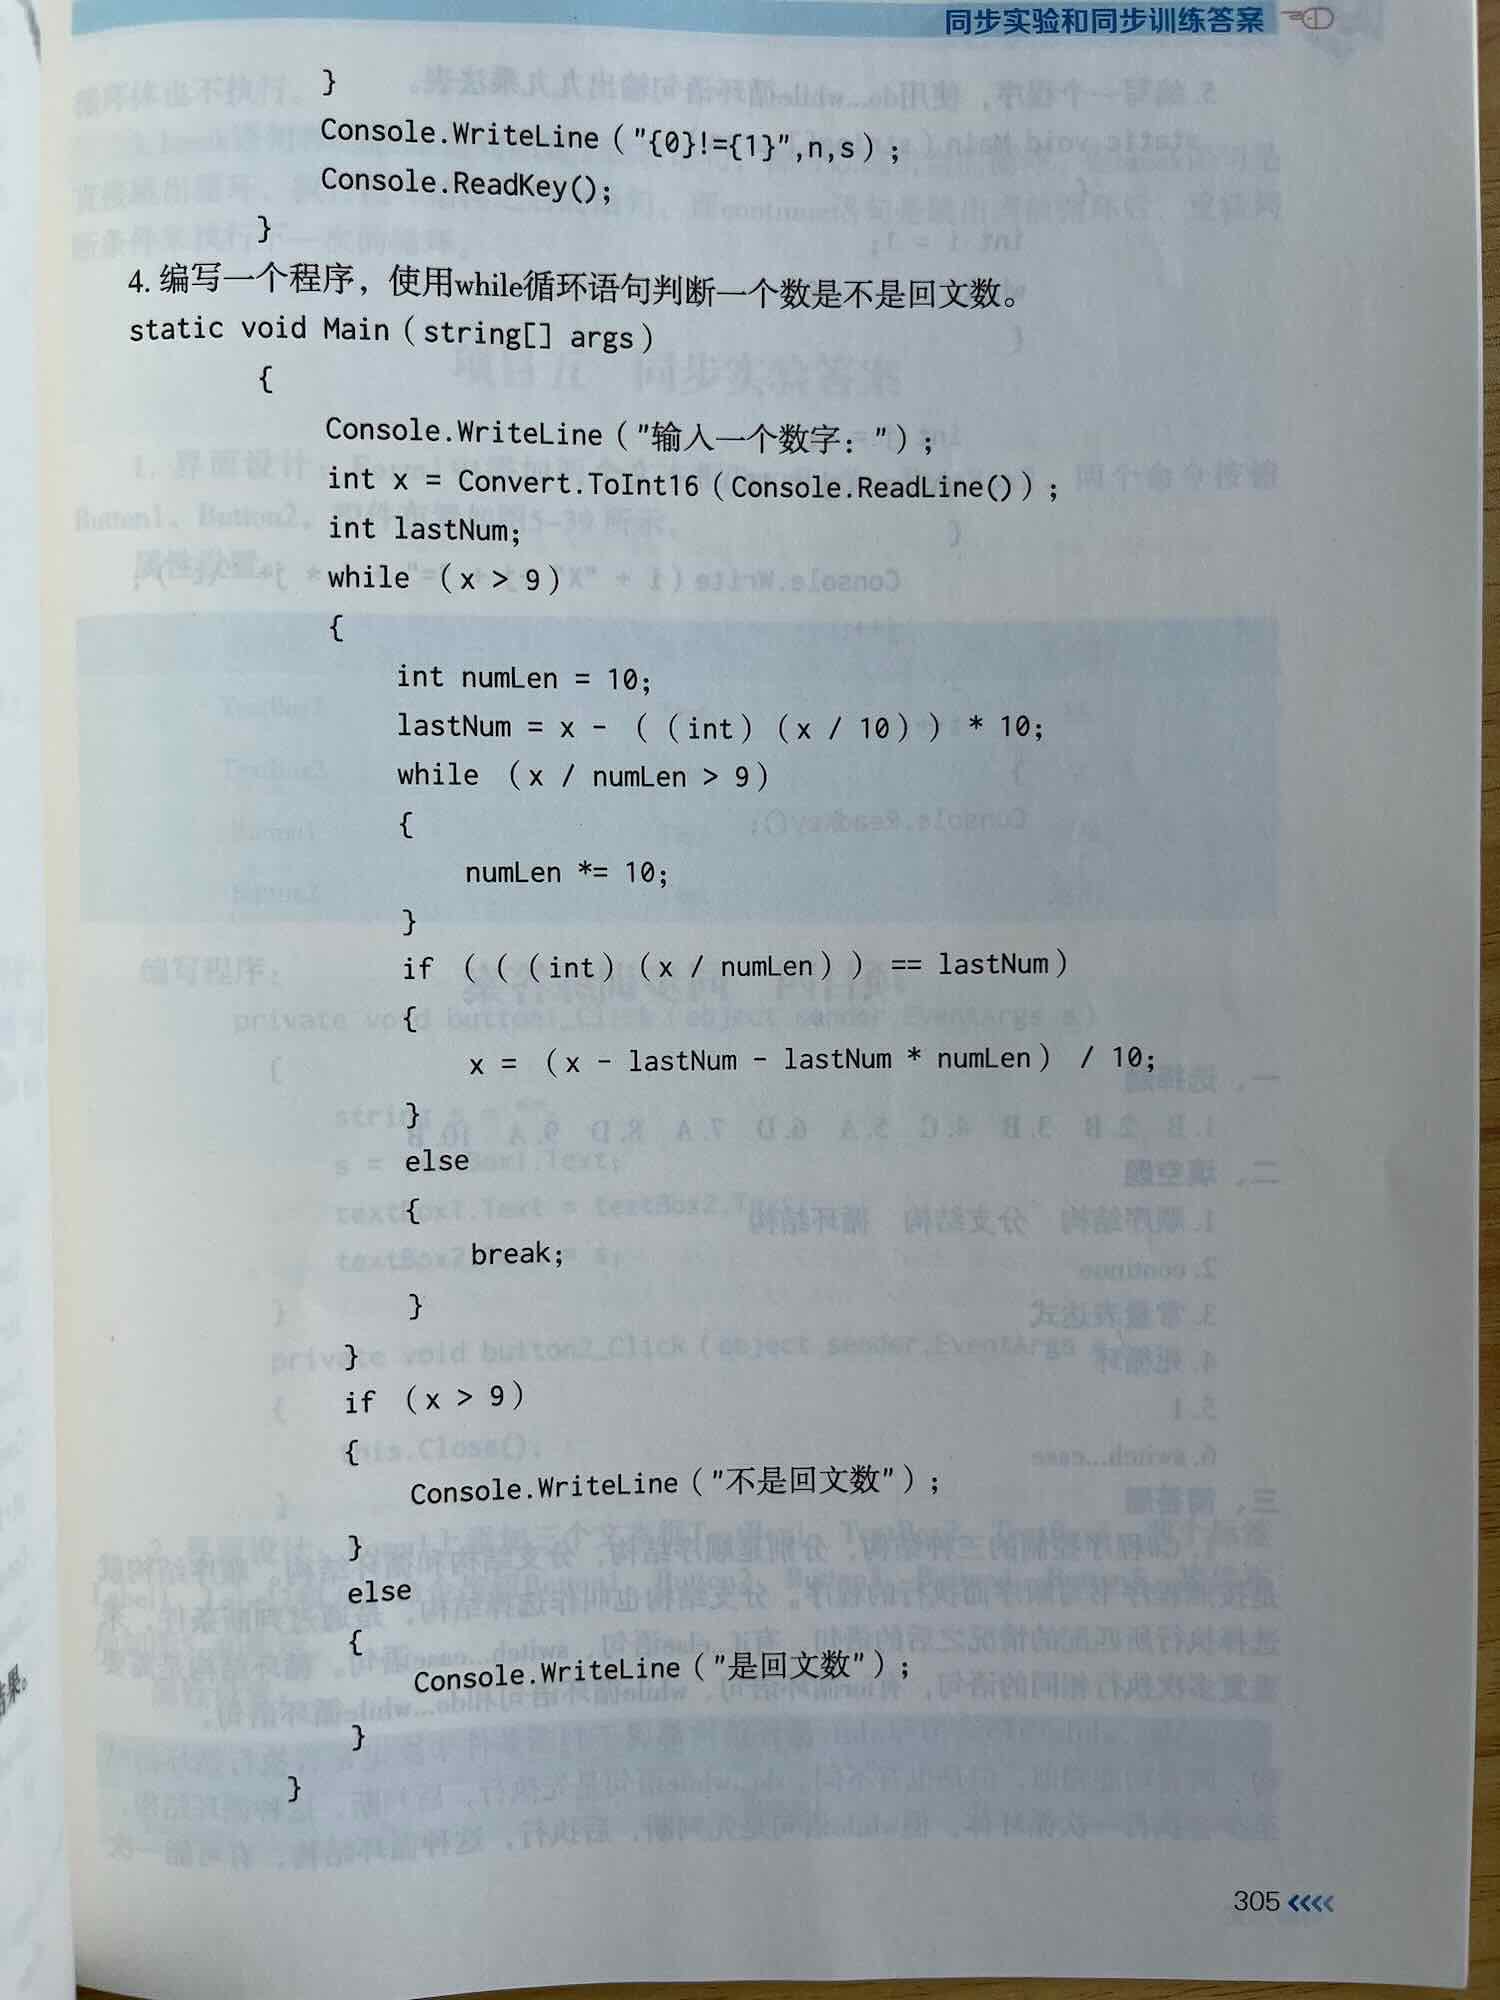 同步实验和同步训练答案
}
Console.WriteLine("{0}!={1}",n,s);
Console.ReadKey();
}
4. 编写一个程序，使用while循环语句判断一个数是不是回文数。
static void Main(string[] args)
{
Console.WriteLine("输入一个数字：");
int x = Convert.ToInt16(Console.ReadLine());
int lastNum;
while (x > 9)
{
int numLen = 10;
lastNum = x - ((int)(x / 10)) * 10;
while (x / numLen > 9)
{
numLen *= 10;
}
if (((int)(x / numLen)) == lastNum)
{
x = (x - lastNum - lastNum * numLen) / 10;
}
else
{
break;
}
}
if (x > 9)
{
Console.WriteLine("不是回文数");
}
else
{
Console.WriteLine("是回文数");
}
}
305